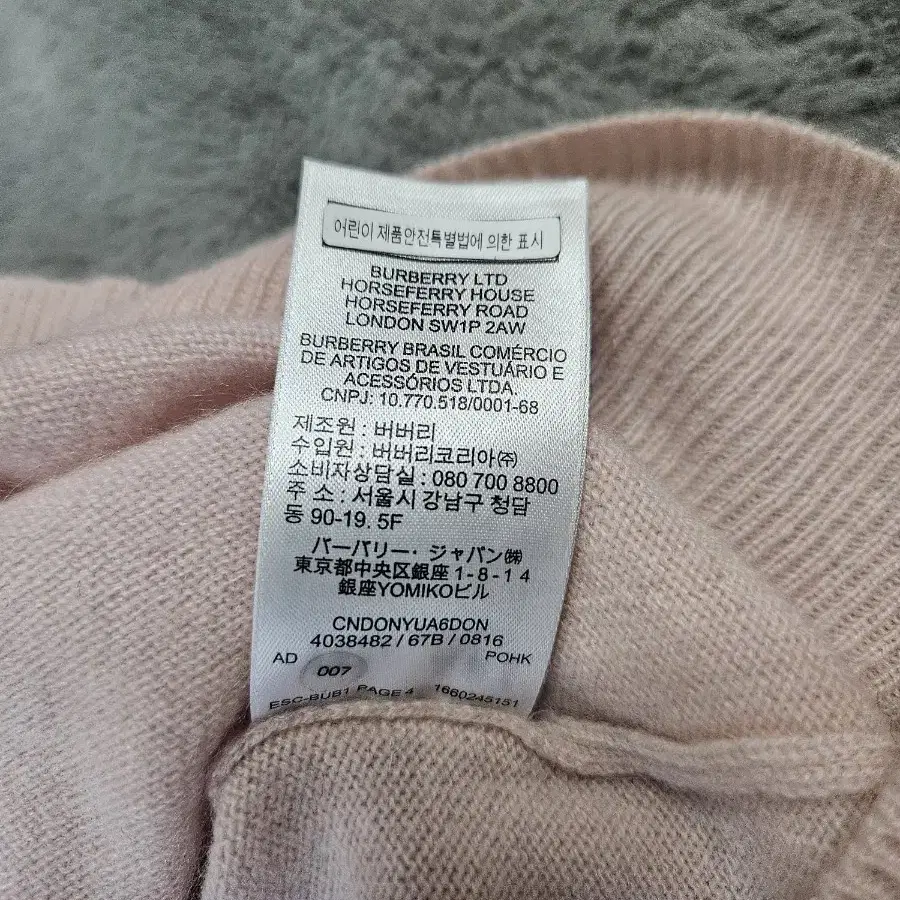 어린이 제품안전특별법에 의한 표시
BURBERRY LTD
HORSEFERRY HOUSE
HORSEFERRY ROAD
LONDON SW1P 2AW
BURBERRY BRASIL COMÉRCIO
DE ARTIGOS DE VESTUÁRIO E
ACESSÓRIOS LTDA.
CNPJ: 10.770.518/0001-68
제조원 : 버버리
수입원 : 버버리코리아㈜
소비자상담실 : 080 700 8800
주 소 : 서울시 강남구 청담
동 90-19. 5F
バーバリー・ジャパン㈱
東京都中央区銀座 1-8-1 4
銀座YOMIKOビル
CNDONYUA6DON
4038482 / 67B / 0816
AD 007 POHK
ESC-BUB1 PAGE 4 1660245151